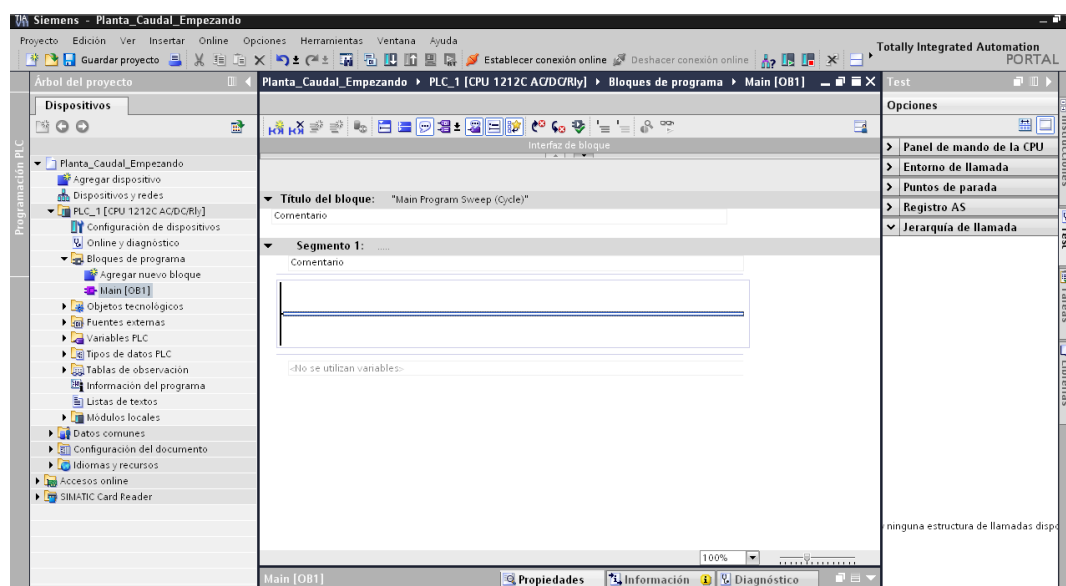 Siemens - Planta_Caudal_Empezando
Proyecto Edición Ver Insertar Online Opciones Herramientas Ventana Ayuda
Totally Integrated Automation
PORTAL
Guardar proyecto
Establecer conexión online
Deshacer conexión online
Árbol del proyecto
Planta_Caudal_Empezando PLC_1 [CPU 1212C AC/DC/Rly] Bloques de programa Main [OB1]
Test
Dispositivos
Opciones
Interfaz de bloque
Programación PLC
Planta_Caudal_Empezando
Agregar dispositivo
Dispositivos y redes
PLC_1 [CPU 1212C AC/DC/Rly]
Configuración de dispositivos
Online y diagnóstico
Bloques de programa
Agregar nuevo bloque
Main [OB1]
Objetos tecnológicos
Fuentes externas
Variables PLC
Tipos de datos PLC
Tablas de observación
Información del programa
Listas de textos
Módulos locales
Datos comunes
Configuración del documento
Idiomas y recursos
Accesos online
SIMATIC Card Reader
Título del bloque: "Main Program Sweep (Cycle)"
Comentario
Segmento 1: .....
Comentario
<No se utilizan variables>
100%
Panel de mando de la CPU
Entorno de llamada
Puntos de parada
Registro AS
Jerarquía de llamada
ninguna estructura de llamadas dispo
Main [OB1]
Propiedades
Información
Diagnóstico